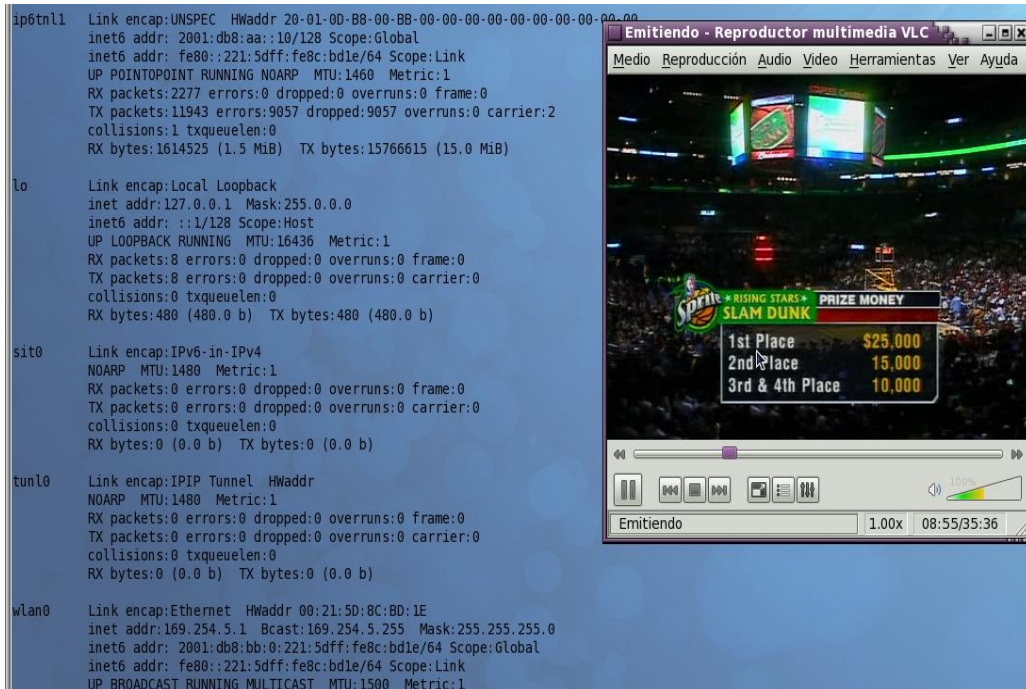 ip6tnl1 Link encap:UNSPEC HWaddr 20-01-0D-B8-00-BB-00-00-00-00-00-00-00-00-00-00
inet6 addr: 2001:db8:aa::10/128 Scope:Global
inet6 addr: fe80::221:5dff:fe8c:bd1e/64 Scope:Link
UP POINTOPOINT RUNNING NOARP MTU:1460 Metric:1
RX packets:2277 errors:0 dropped:0 overruns:0 frame:0
TX packets:11943 errors:9057 dropped:9057 overruns:0 carrier:2
collisions:1 txqueuelen:0
RX bytes:1614525 (1.5 MiB) TX bytes:15766615 (15.0 MiB)
lo Link encap:Local Loopback
inet addr:127.0.0.1 Mask:255.0.0.0
inet6 addr: ::1/128 Scope:Host
UP LOOPBACK RUNNING MTU:16436 Metric:1
RX packets:8 errors:0 dropped:0 overruns:0 frame:0
TX packets:8 errors:0 dropped:0 overruns:0 carrier:0
collisions:0 txqueuelen:0
RX bytes:480 (480.0 b) TX bytes:480 (480.0 b)
sit0 Link encap:IPv6-in-IPv4
NOARP MTU:1480 Metric:1
RX packets:0 errors:0 dropped:0 overruns:0 frame:0
TX packets:0 errors:0 dropped:0 overruns:0 carrier:0
collisions:0 txqueuelen:0
RX bytes:0 (0.0 b) TX bytes:0 (0.0 b)
tunl0 Link encap:IPIP Tunnel HWaddr
NOARP MTU:1480 Metric:1
RX packets:0 errors:0 dropped:0 overruns:0 frame:0
TX packets:0 errors:0 dropped:0 overruns:0 carrier:0
collisions:0 txqueuelen:0
RX bytes:0 (0.0 b) TX bytes:0 (0.0 b)
wlan0 Link encap:Ethernet HWaddr 00:21:5D:8C:BD:1E
inet addr:169.254.5.1 Bcast:169.254.5.255 Mask:255.255.255.0
inet6 addr: 2001:db8:bb:0:221:5dff:fe8c:bd1e/64 Scope:Global
inet6 addr: fe80::221:5dff:fe8c:bd1e/64 Scope:Link
UP BROADCAST RUNNING MULTICAST MTU:1500 Metric:1
Emitiendo - Reproductor multimedia VLC
Medio Reproducción Audio Video Herramientas Ver Ayuda
Sprite
RISING STARS
SLAM DUNK
PRIZE MONEY
1st Place $25,000
2nd Place 15,000
3rd & 4th Place 10,000
100%
Emitiendo 1.00x 08:55/35:36